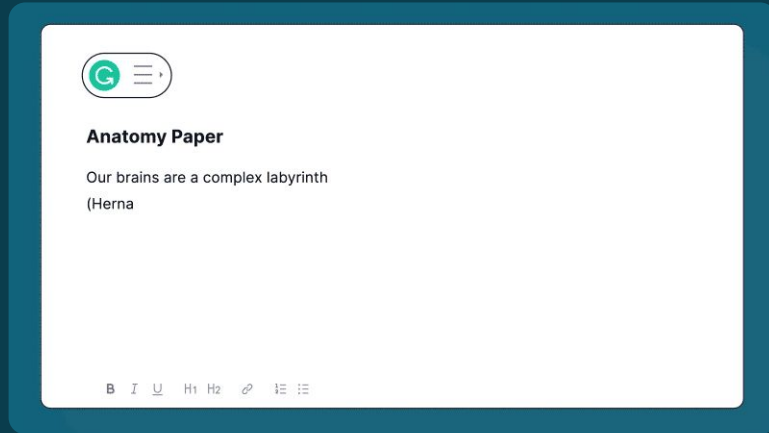 Anatomy Paper
Our brains are a complex labyrinth
(Herna
B I U H1 H2